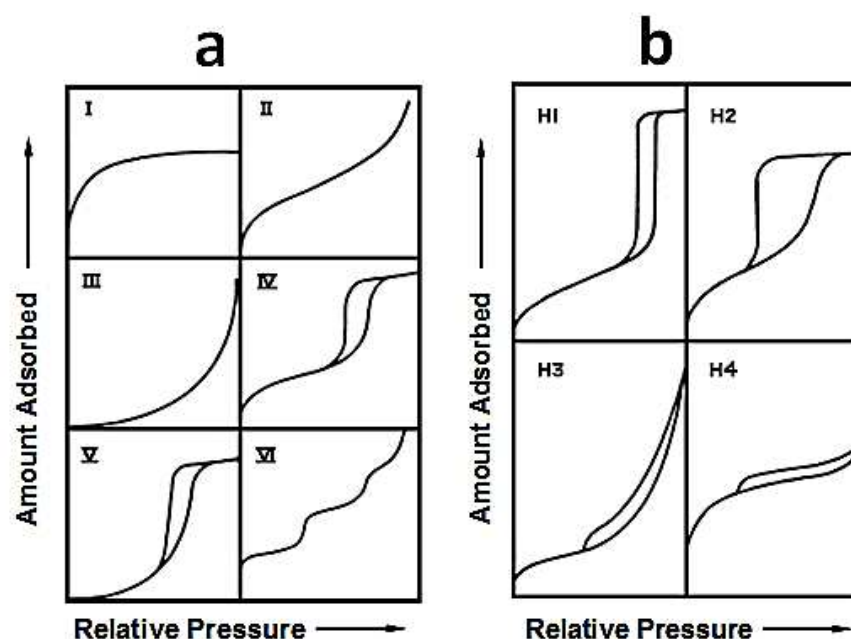 a
b
I
II
III
IV
V
VI
Amount Adsorbed
Relative Pressure
H1
H2
H3
H4
Amount Adsorbed
Relative Pressure